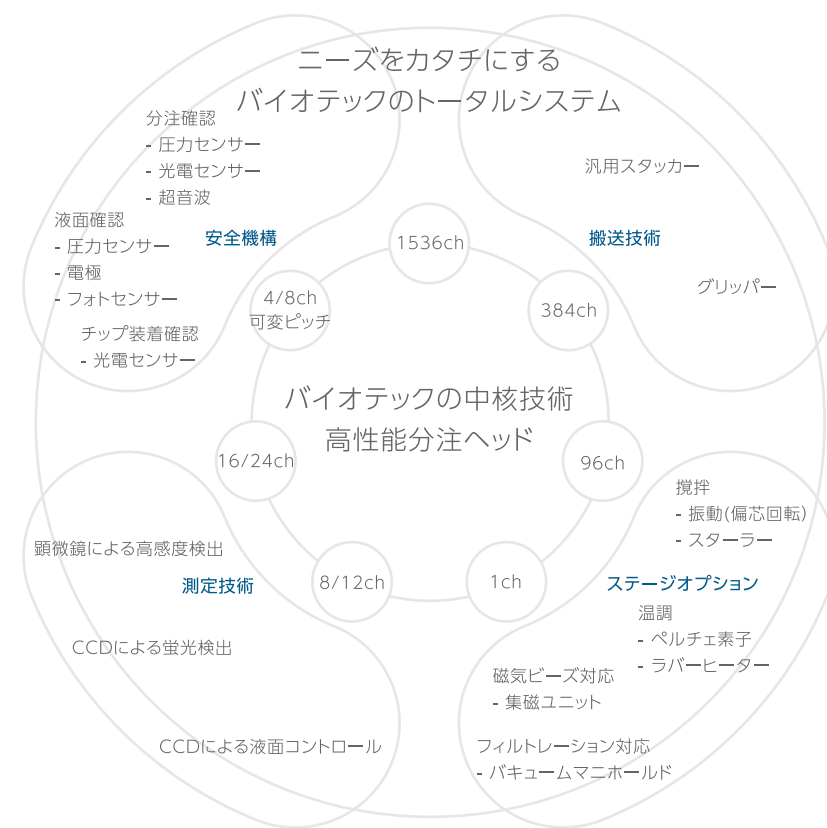 ニーズをカタチにする
バイオテックのトータルシステム
分注確認
- 圧力センサー
- 光電センサー
- 超音波
液面確認
- 圧力センサー
- 電極
- フォトセンサー
チップ装着確認
- 光電センサー
安全機構
汎用スタッカー
搬送技術
グリッパー
1536ch
4/8ch
可変ピッチ
384ch
バイオテックの中核技術
高性能分注ヘッド
16/24ch
96ch
8/12ch
1ch
顕微鏡による高感度検出
測定技術
CCDによる蛍光検出
CCDによる液面コントロール
撹拌
- 振動(偏芯回転)
- スターラー
ステージオプション
温調
- ペルチェ素子
- ラバーヒーター
磁気ビーズ対応
- 集磁ユニット
フィルトレーション対応
- バキュームマニホールド